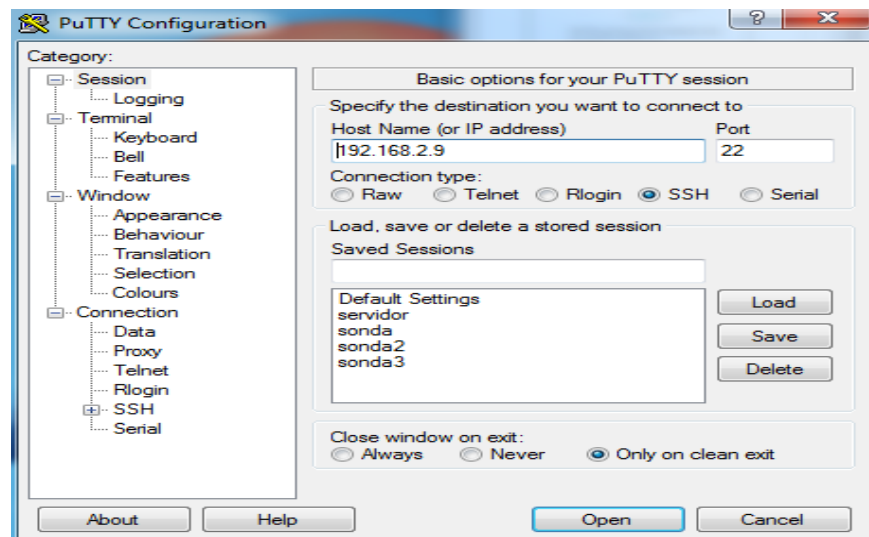 PuTTY Configuration
Category:
Session
Logging
Terminal
Keyboard
Bell
Features
Window
Appearance
Behaviour
Translation
Selection
Colours
Connection
Data
Proxy
Telnet
Rlogin
SSH
Serial
Basic options for your PuTTY session
Specify the destination you want to connect to
Host Name (or IP address) Port
192.168.2.9 22
Connection type:
Raw Telnet Rlogin SSH Serial
Load, save or delete a stored session
Saved Sessions
Default Settings
servidor
sonda
sonda2
sonda3
Load
Save
Delete
Close window on exit:
Always Never Only on clean exit
About Help Open Cancel